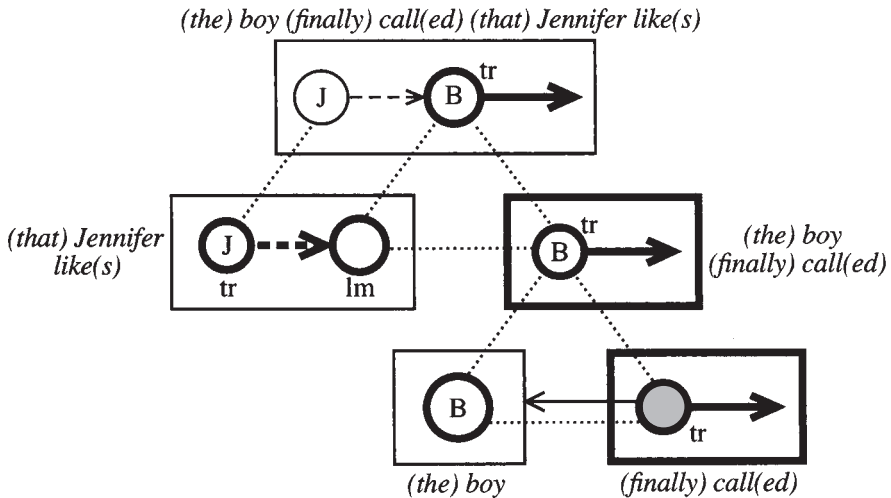 (the) boy (finally) call(ed) (that) Jennifer like(s)
J
B
tr
(that) Jennifer
like(s)
J
tr
lm
B
tr
(the) boy
(finally) call(ed)
B
tr
(the) boy
(finally) call(ed)